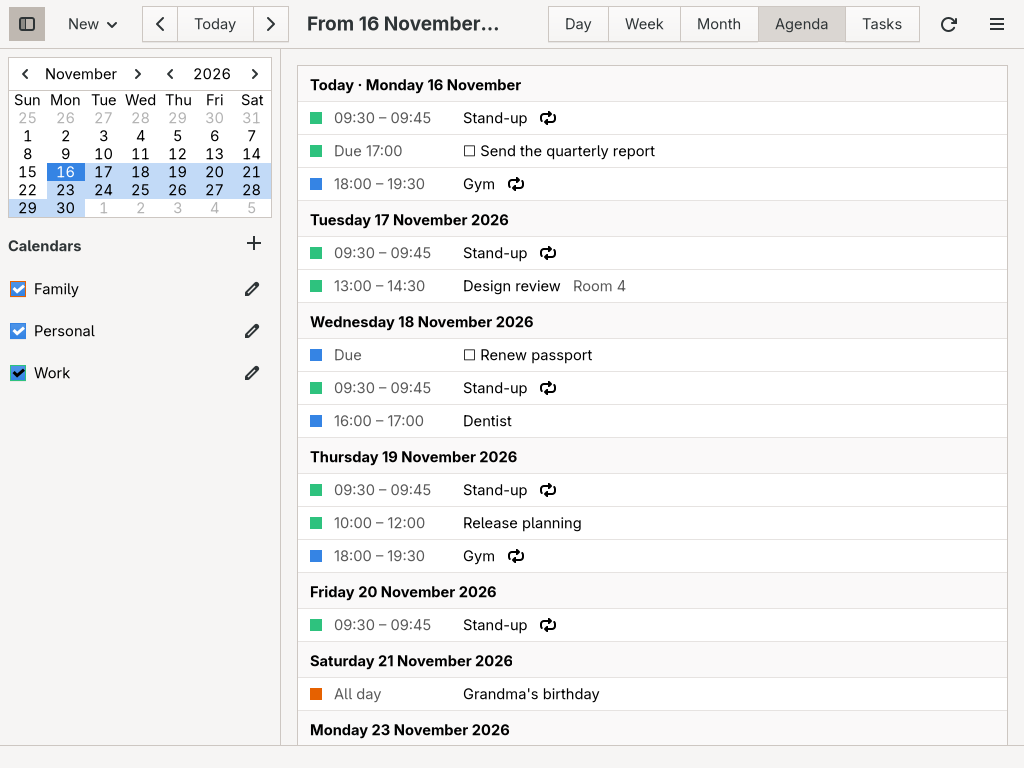 New Today From 16 November... Day Week Month Agenda Tasks
November 2026
Sun Mon Tue Wed Thu Fri Sat
25 26 27 28 29 30 31
1 2 3 4 5 6 7
8 9 10 11 12 13 14
15 16 17 18 19 20 21
22 23 24 25 26 27 28
29 30 1 2 3 4 5
Calendars
Family
Personal
Work
Today · Monday 16 November
09:30 – 09:45 Stand-up
Due 17:00 ☐ Send the quarterly report
18:00 – 19:30 Gym
Tuesday 17 November 2026
09:30 – 09:45 Stand-up
13:00 – 14:30 Design review Room 4
Wednesday 18 November 2026
Due ☐ Renew passport
09:30 – 09:45 Stand-up
16:00 – 17:00 Dentist
Thursday 19 November 2026
09:30 – 09:45 Stand-up
10:00 – 12:00 Release planning
18:00 – 19:30 Gym
Friday 20 November 2026
09:30 – 09:45 Stand-up
Saturday 21 November 2026
All day Grandma's birthday
Monday 23 November 2026